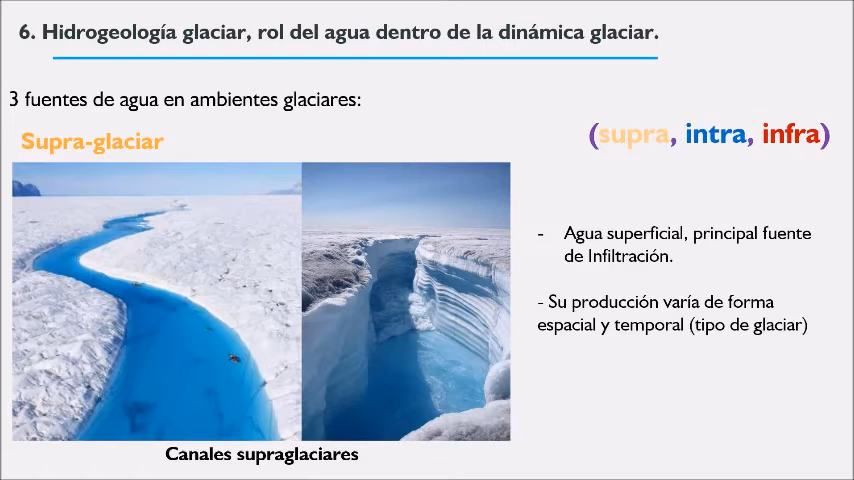 6. Hidrogeología glaciar, rol del agua dentro de la dinámica glaciar.
3 fuentes de agua en ambientes glaciares:
Supra-glaciar
(supra, intra, infra)
- Agua superficial, principal fuente
de Infiltración.
- Su producción varía de forma
espacial y temporal (tipo de glaciar)
Canales supraglaciares